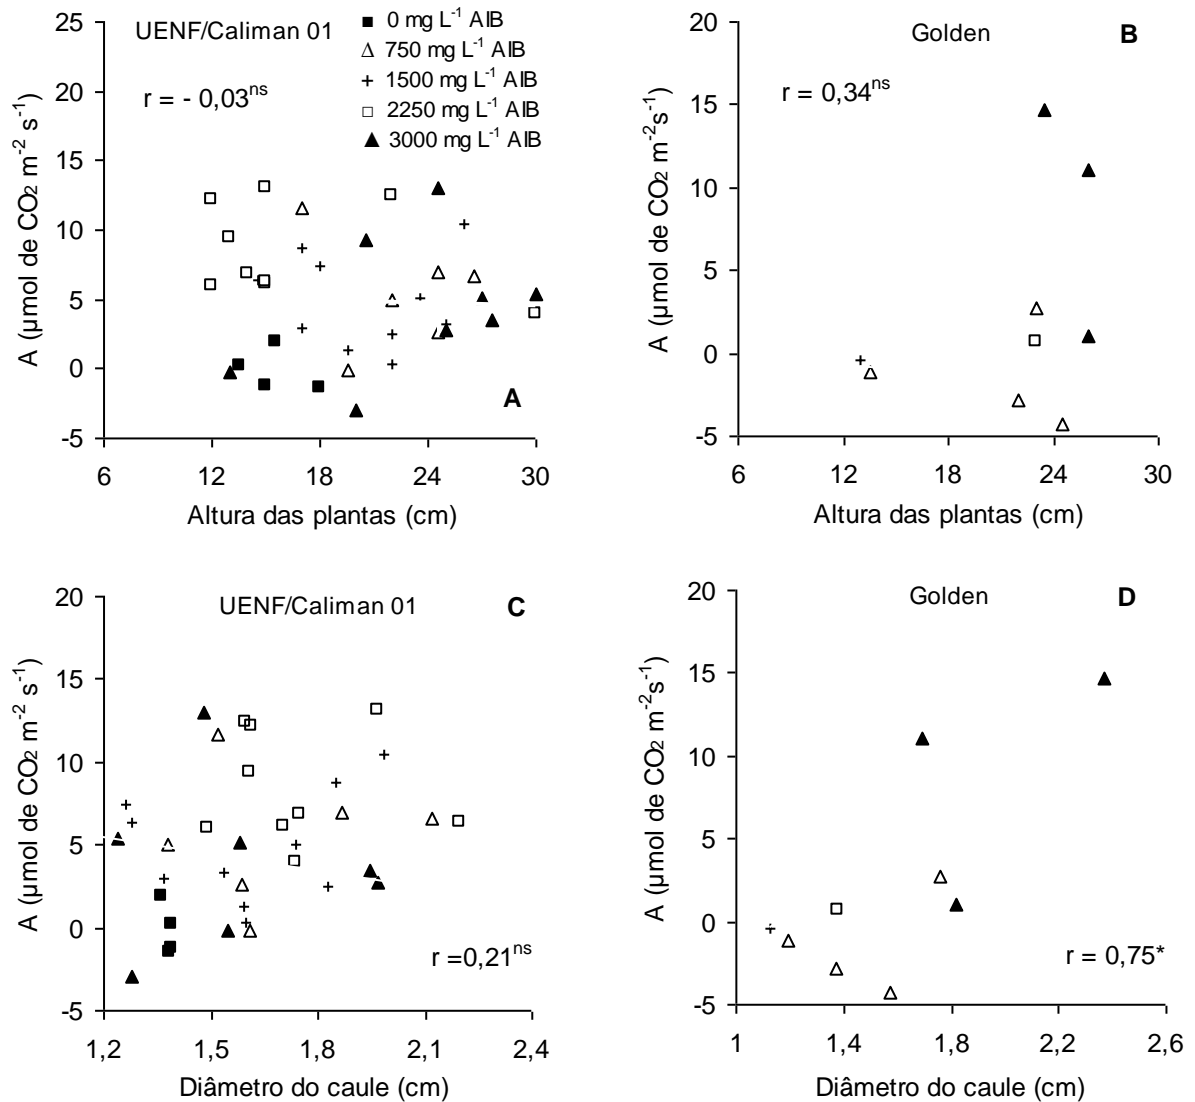 UENF/Caliman 01
0 mg L⁻¹ AIB
750 mg L⁻¹ AIB
1500 mg L⁻¹ AIB
2250 mg L⁻¹ AIB
3000 mg L⁻¹ AIB
r = - 0,03ⁿˢ
A (µmol de CO₂ m⁻² s⁻¹)
25
20
15
10
5
0
-5
A
6 12 18 24 30
Altura das plantas (cm)
Golden
B
r = 0,34ⁿˢ
A (µmol de CO₂ m⁻²s⁻¹)
20
15
10
5
0
-5
6 12 18 24 30
Altura das plantas (cm)
UENF/Caliman 01
C
A (µmol de CO₂ m⁻² s⁻¹)
20
15
10
5
0
-5
r =0,21ⁿˢ
1,2 1,5 1,8 2,1 2,4
Diâmetro do caule (cm)
Golden
D
A (µmol de CO₂ m⁻²s⁻¹)
20
15
10
5
0
-5
r = 0,75*
1 1,4 1,8 2,2 2,6
Diâmetro do caule (cm)